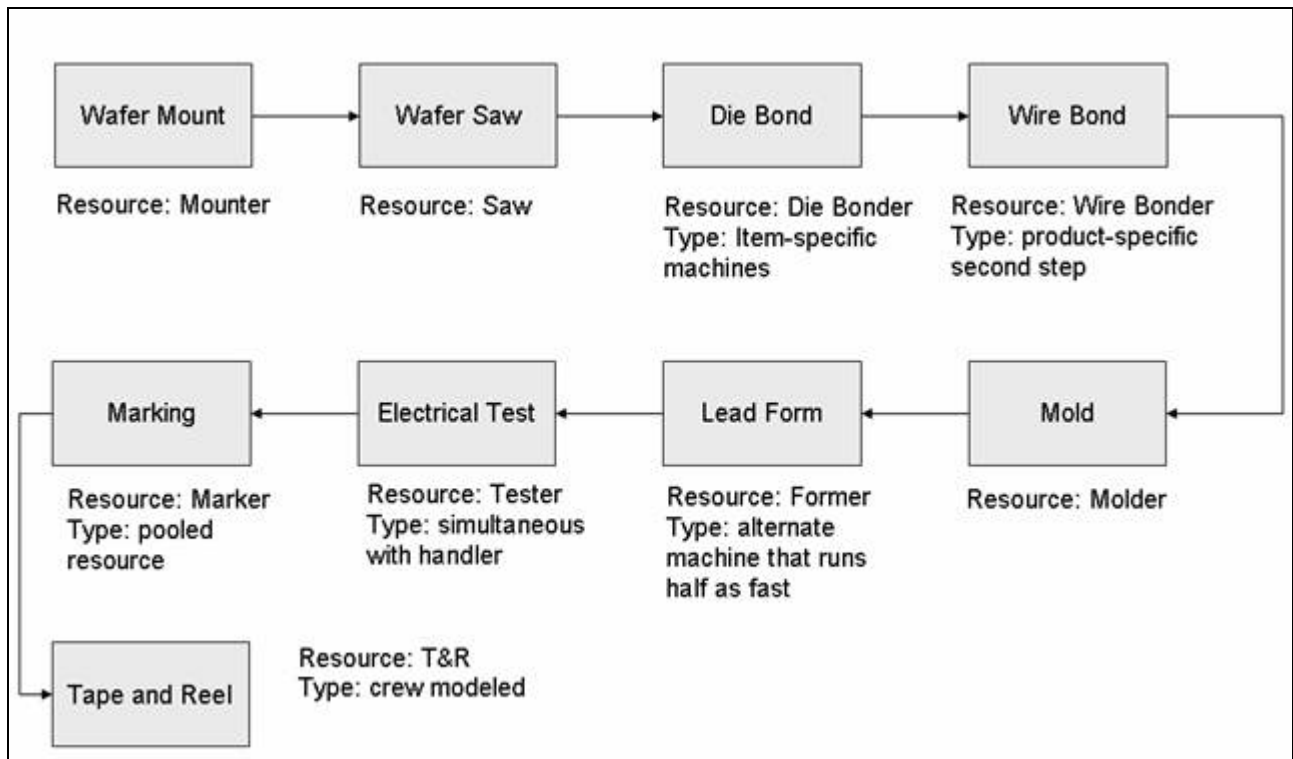 Wafer Mount
Resource: Mounter
Wafer Saw
Resource: Saw
Die Bond
Resource: Die Bonder
Type: Item-specific
machines
Wire Bond
Resource: Wire Bonder
Type: product-specific
second step
Mold
Resource: Molder
Lead Form
Resource: Former
Type: alternate
machine that runs
half as fast
Electrical Test
Resource: Tester
Type: simultaneous
with handler
Marking
Resource: Marker
Type: pooled
resource
Tape and Reel
Resource: T&R
Type: crew modeled